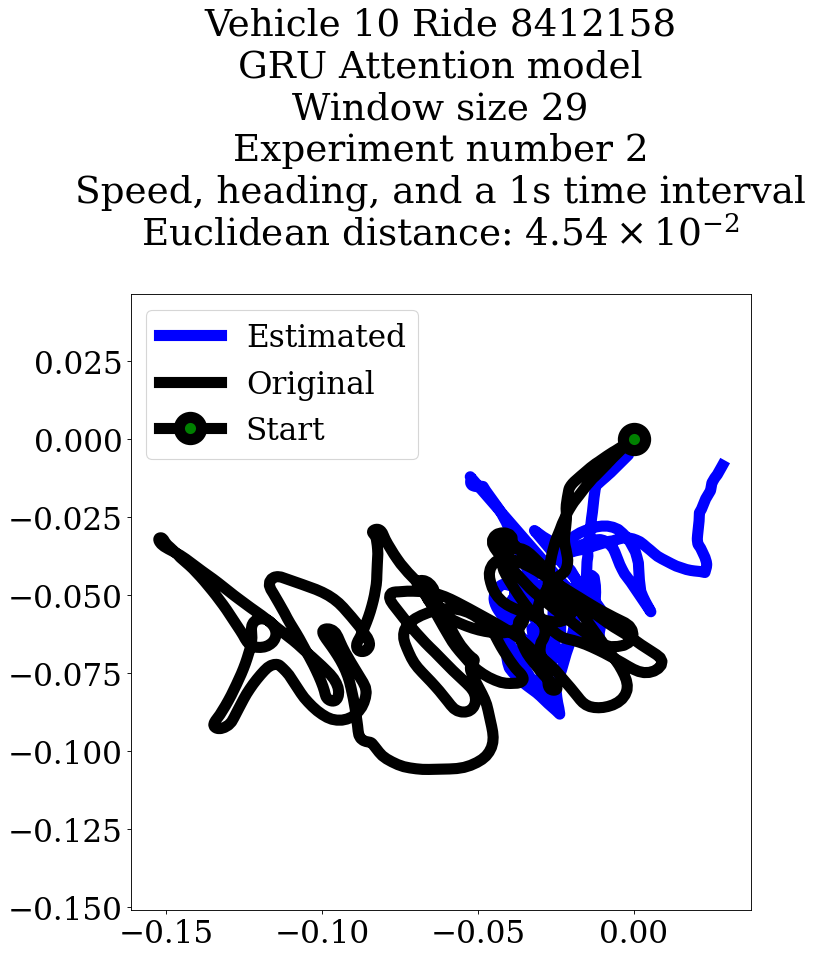 Vehicle 10 Ride 8412158
GRU Attention model
Window size 29
Experiment number 2
Speed, heading, and a 1s time interval
Euclidean distance: 4.54 × 10⁻²
Estimated
Original
Start
0.025
0.000
−0.025
−0.050
−0.075
−0.100
−0.125
−0.150
−0.15
−0.10
−0.05
0.00